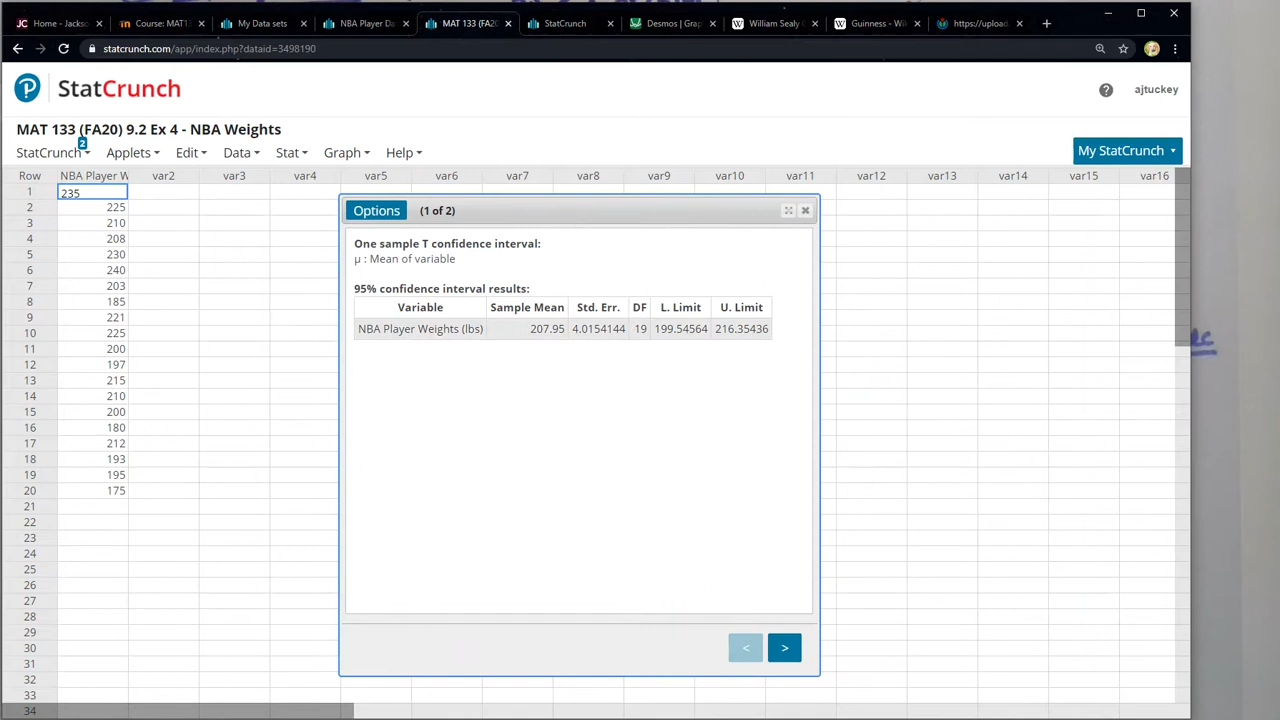 Home - Jackso
Course: MAT13
My Data sets
NBA Player Da
MAT 133 (FA20
StatCrunch
Desmos | Grap
William Sealy G
Guinness - Wik
https://upload.
statcrunch.com/app/index.php?dataid=3498190
StatCrunch
ajtuckey
MAT 133 (FA20) 9.2 Ex 4 - NBA Weights
2
StatCrunch Applets Edit Data Stat Graph Help
My StatCrunch
Row NBA Player W var2 var3 var4 var5 var6 var7 var8 var9 var10 var11 var12 var13 var14 var15 var16
1 235
2 225
3 210
4 208
5 230
6 240
7 203
8 185
9 221
10 225
11 200
12 197
13 215
14 210
15 200
16 180
17 212
18 193
19 195
20 175
21
22
23
24
25
26
27
28
29
30
31
32
33
34
Options (1 of 2)
One sample T confidence interval:
μ : Mean of variable
95% confidence interval results:
Variable Sample Mean Std. Err. DF L. Limit U. Limit
NBA Player Weights (lbs) 207.95 4.0154144 19 199.54564 216.35436
< >